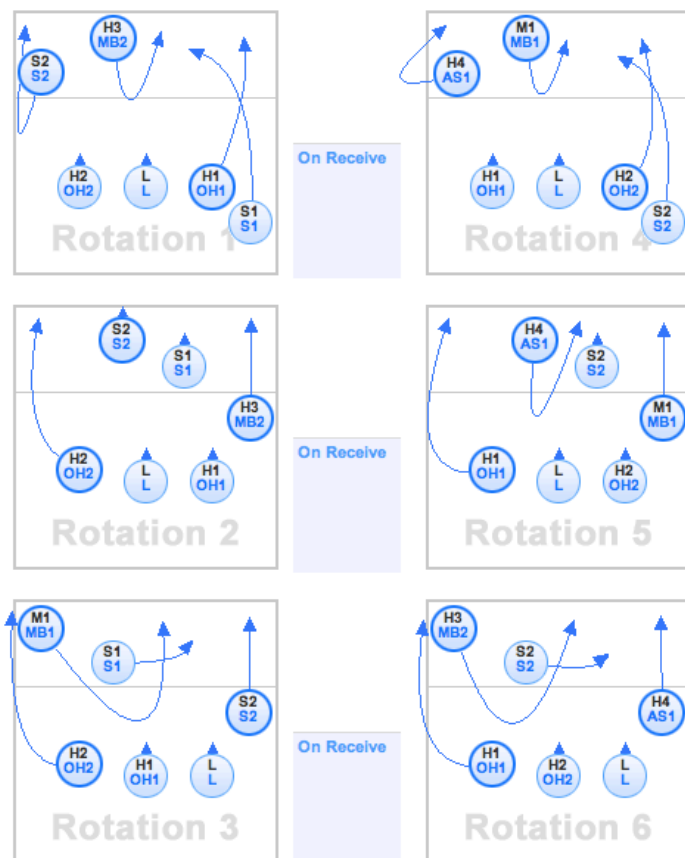 H3
MB2
S2
S2
H2
OH2
L
L
H1
OH1
S1
S1
Rotation 1
On Receive
M1
MB1
H4
AS1
H1
OH1
L
L
H2
OH2
S2
S2
Rotation 4
S2
S2
S1
S1
H3
MB2
H2
OH2
L
L
H1
OH1
Rotation 2
On Receive
H4
AS1
S2
S2
M1
MB1
H1
OH1
L
L
H2
OH2
Rotation 5
M1
MB1
S1
S1
S2
S2
H2
OH2
H1
OH1
L
L
Rotation 3
On Receive
H3
MB2
S2
S2
H4
AS1
H1
OH1
H2
OH2
L
L
Rotation 6